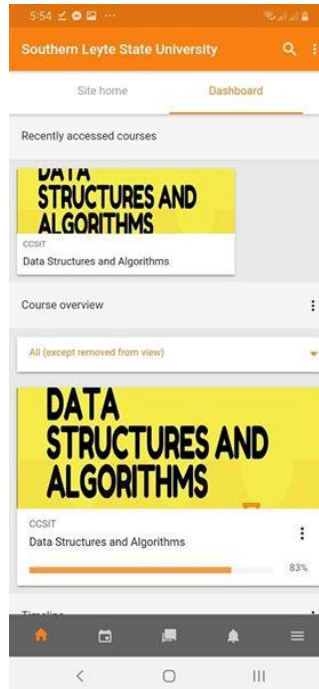 5:54
Southern Leyte State University
Site home Dashboard
Recently accessed courses
DATA
STRUCTURES AND
ALGORITHMS
CCSIT
Data Structures and Algorithms
Course overview
All (except removed from view)
DATA
STRUCTURES AND
ALGORITHMS
CCSIT
Data Structures and Algorithms
83%
Timeline